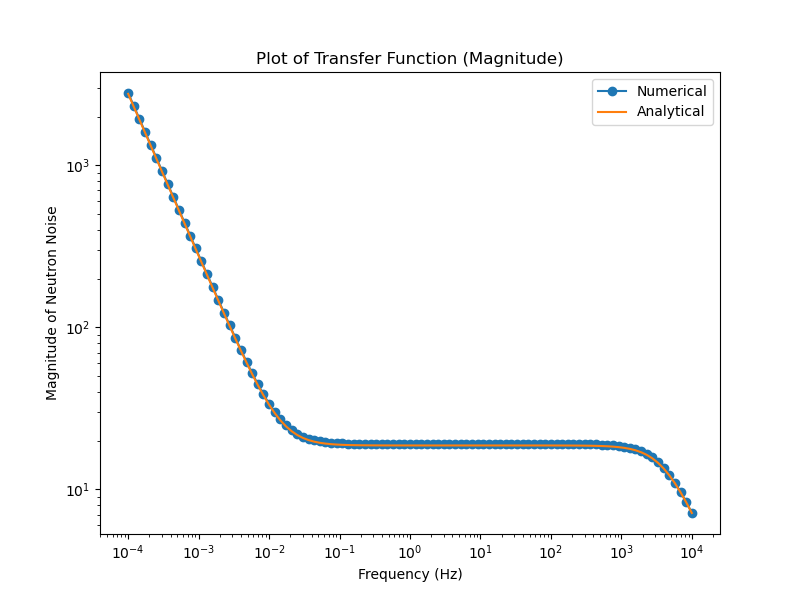 Plot of Transfer Function (Magnitude)
Numerical
Analytical
Magnitude of Neutron Noise
10³
10²
10¹
10⁻⁴ 10⁻³ 10⁻² 10⁻¹ 10⁰ 10¹ 10² 10³ 10⁴
Frequency (Hz)